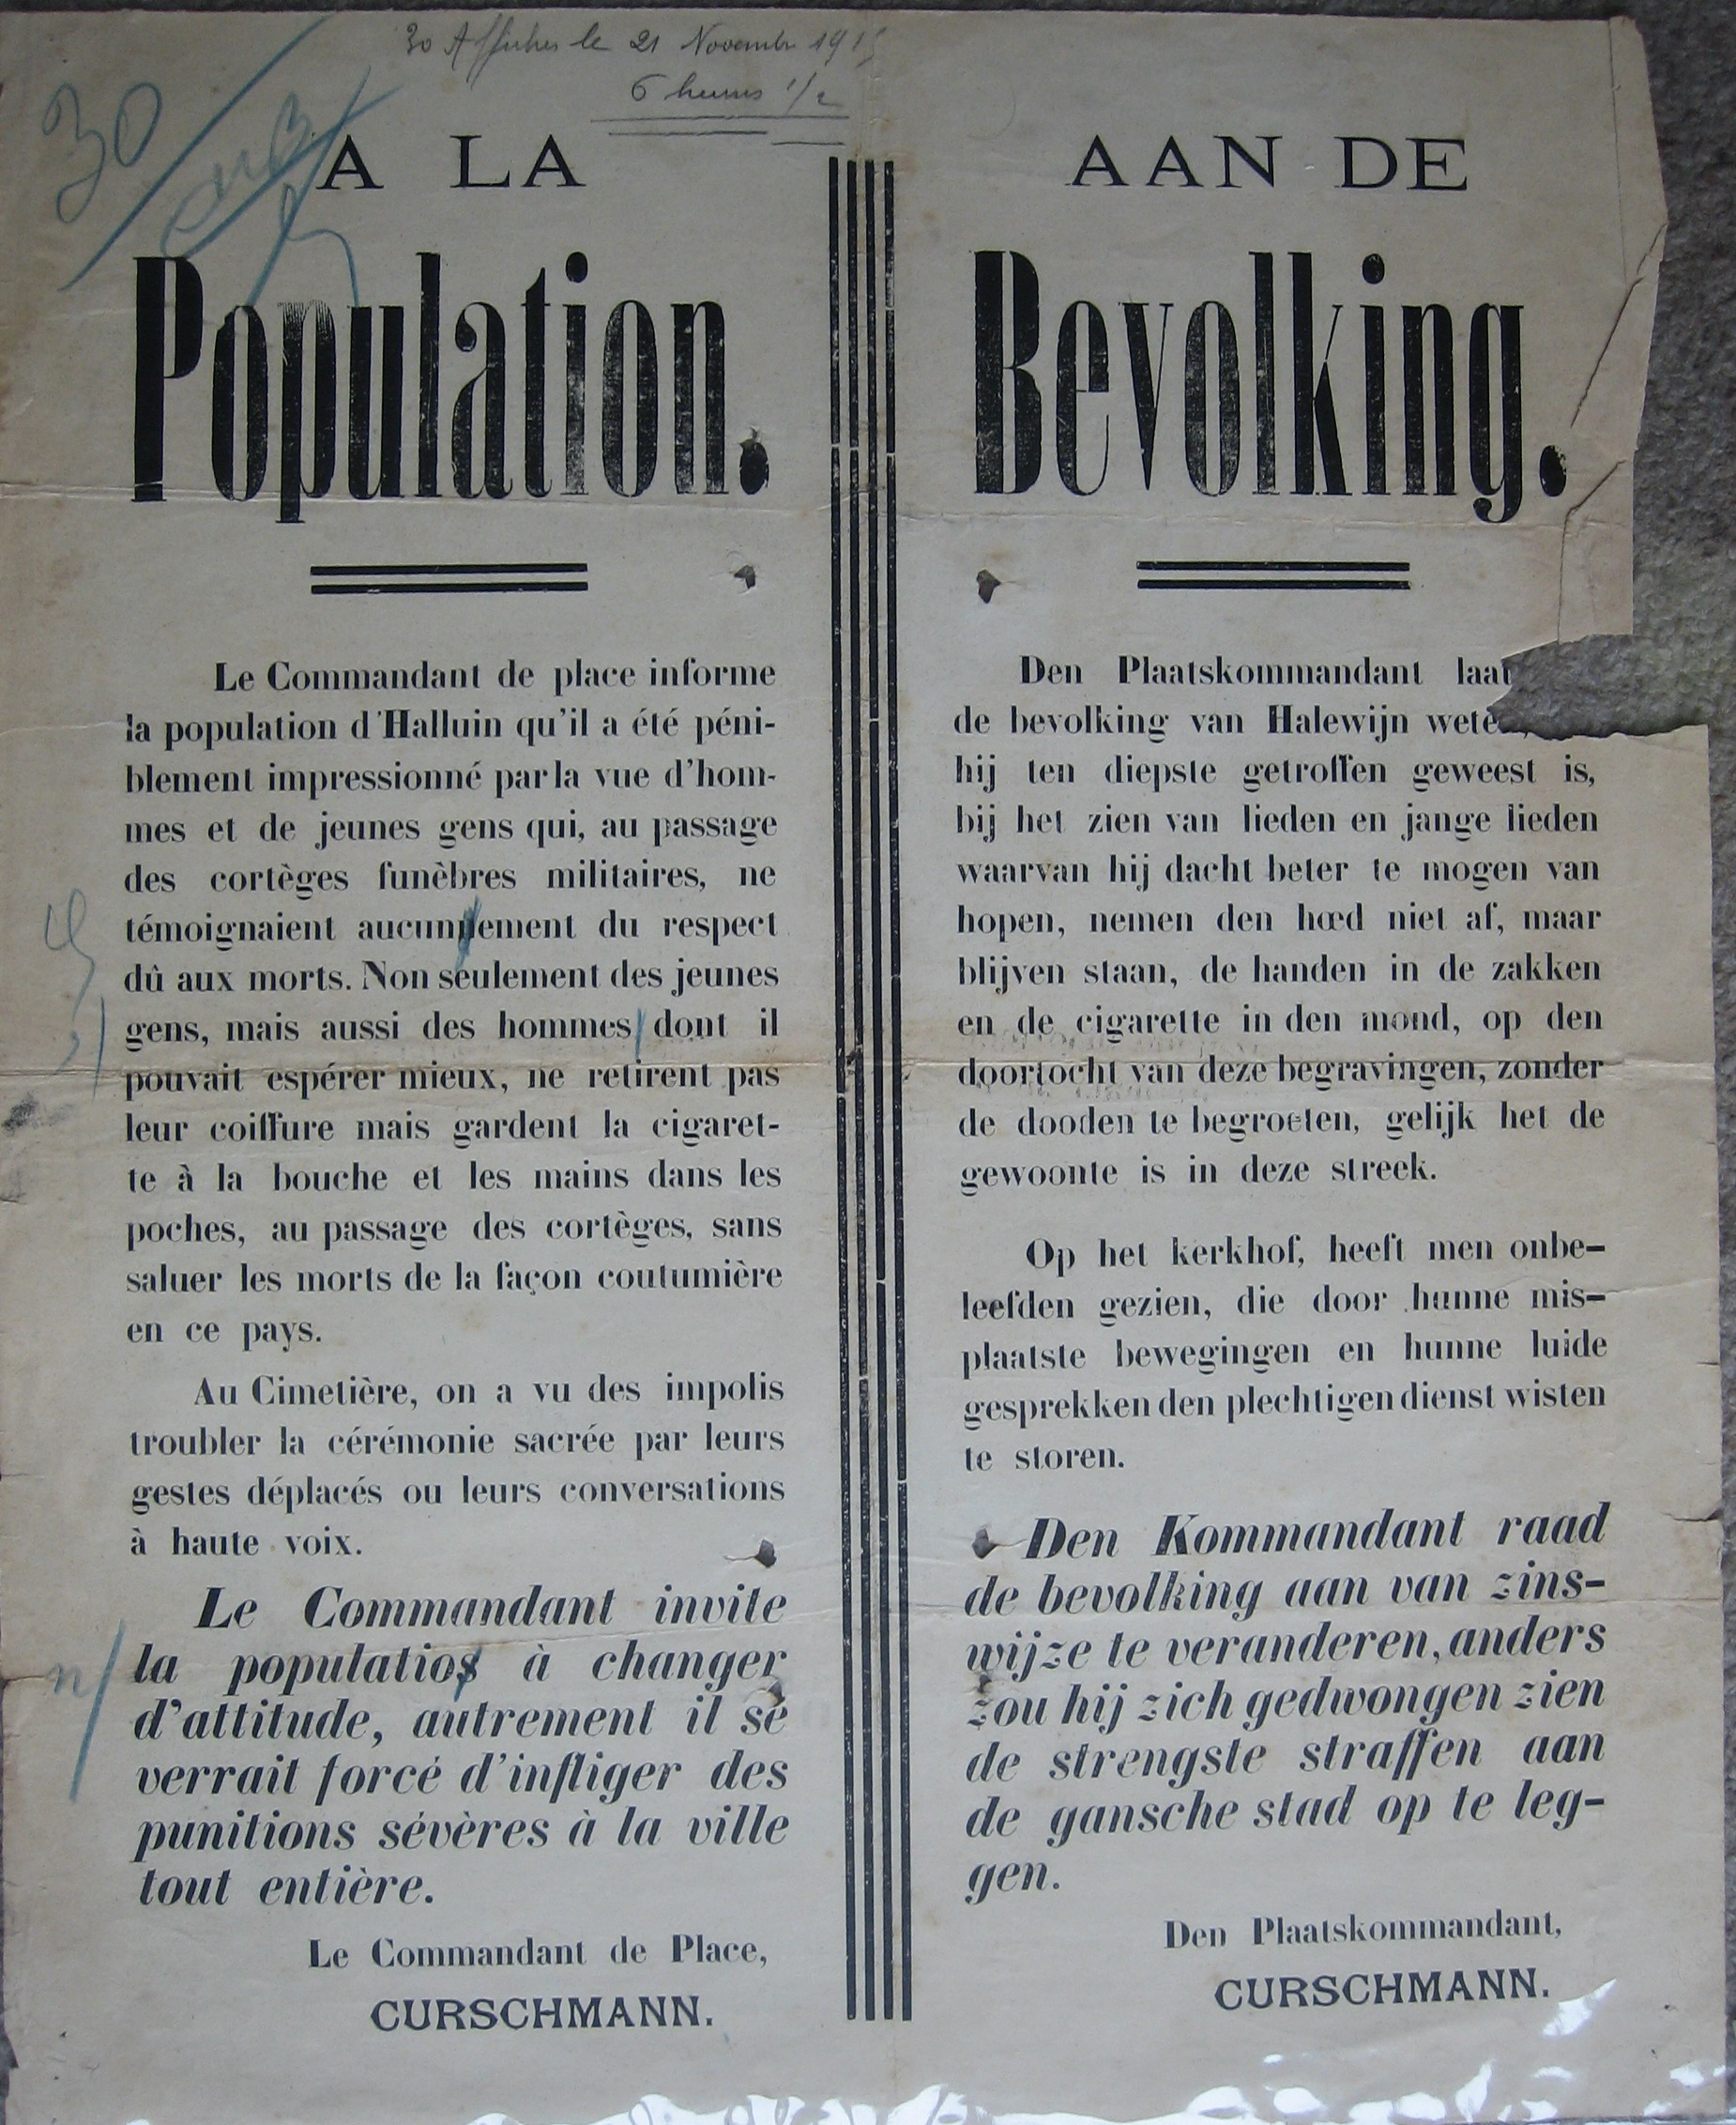 30 Affiches le 21 Novembre
6 heures 1/2
30
A LA
Population.
Le Commandant de place informe
la population d'Halluin qu'il a été péni-
blement impressionné par la vue d'hom-
mes et de jeunes gens qui, au passage
des cortèges funèbres militaires, ne
témoignaient aucunnement du respect
dû aux morts. Non seulement des jeunes
gens, mais aussi des hommes dont il
pouvait espérer mieux, ne retirent pas
leur coiffure mais gardent la cigaret-
te à la bouche et les mains dans les
poches, au passage des cortèges, sans
saluer les morts de la façon coutumière
en ce pays.
Au Cimetière, on a vu des impolis
troubler la cérémonie sacrée par leurs
gestes déplacés ou leurs conversations
à haute voix.
Le Commandant invite
n/
la populatios à changer
d'attitude, autrement il se
verrait forcé d'infliger des
punitions sévères à la ville
tout entière.
Le Commandant de Place,
CURSCHMANN.
AAN DE
Bevolking.
Den Plaatskommandant laat
de bevolking van Halewijn
hij ten diepste getroffen geweest is,
bij het zien van lieden en jange lieden
waarvan hij dacht beter te mogen van
hopen, nemen den hœd niet af, maar
blijven staan, de handen in de zakken
en de cigarette in den mond, op den
doortocht van deze begravingen, zonder
de dooden te begroeten, gelijk het de
gewoonte is in deze streek.
Op het kerkhof, heeft men onbe-
leefden gezien, die door hunne mis-
plaatste bewegingen en hunne luide
gesprekken den plechtigen dienst wisten
te storen.
Den Kommandant raad
de bevolking aan van zins-
wijze te veranderen, anders
zou hij zich gedwongen zien
de strengste straffen aan
de gansche stad op te leg-
gen.
Den Plaatskommandant,
CURSCHMANN.